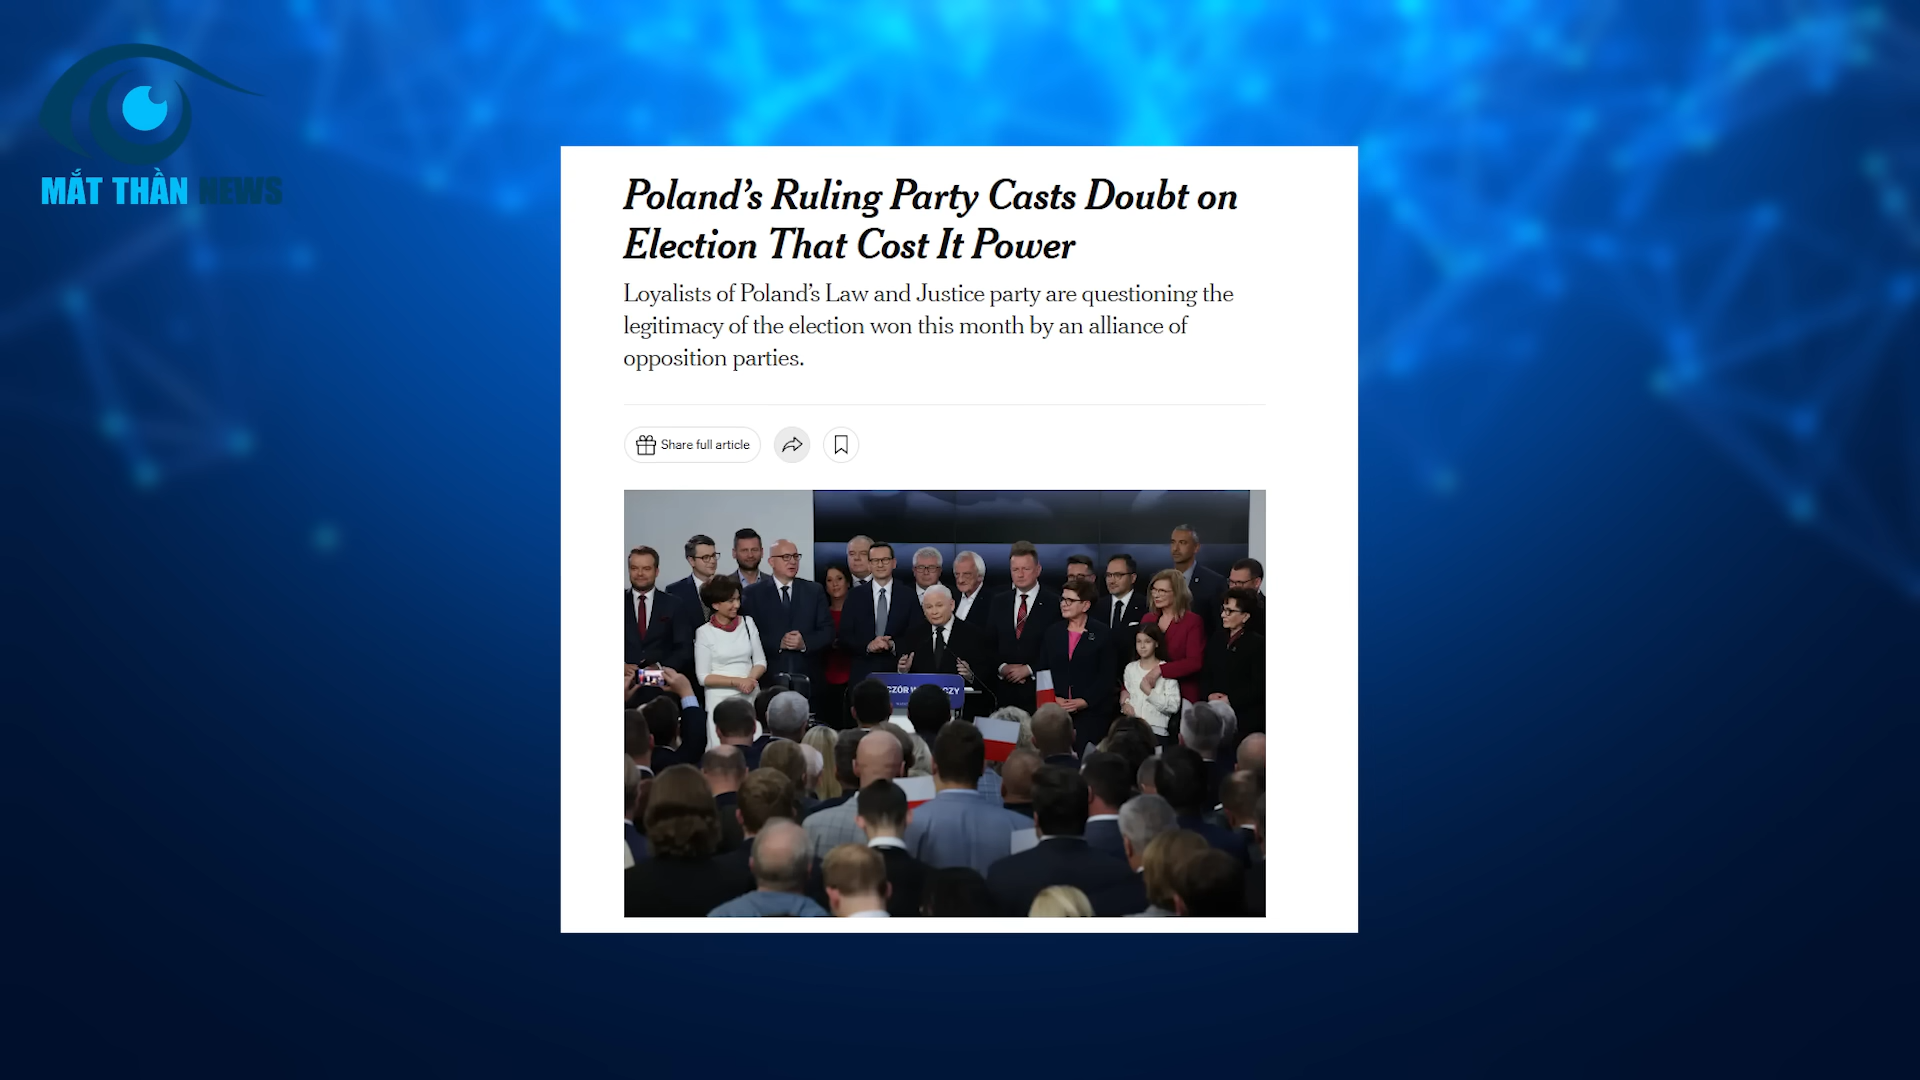 MẮT THẦN NEWS
Poland’s Ruling Party Casts Doubt on
Election That Cost It Power
Loyalists of Poland’s Law and Justice party are questioning the
legitimacy of the election won this month by an alliance of
opposition parties.
Share full article